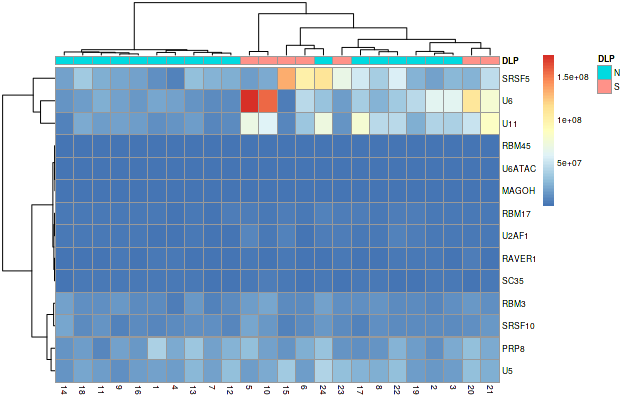 DLP
DLP
N
S
1.5e+08
1e+08
5e+07
SRSF5
U6
U11
RBM45
U6ATAC
MAGOH
RBM17
U2AF1
RAVER1
SC35
RBM3
SRSF10
PRP8
U5
14 18 11 9 16 1 4 13 7 12 5 10 15 6 24 23 17 8 22 19 2 3 20 21